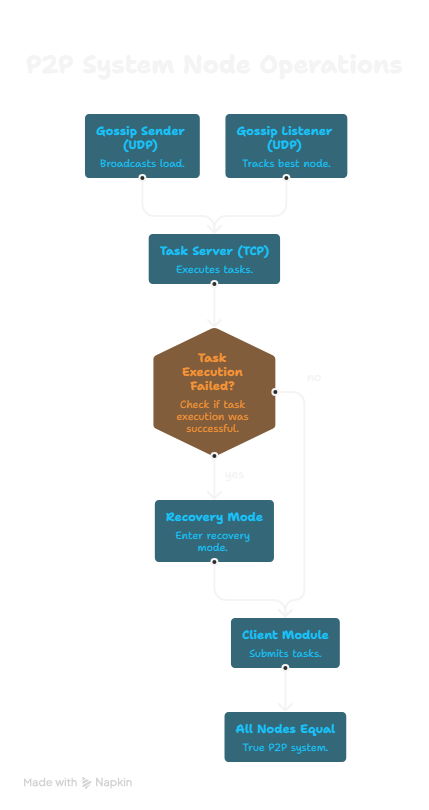 P2P System Node Operations
Gossip Sender
(UDP)
Broadcasts load.
Gossip Listener
(UDP)
Tracks best node.
Task Server (TCP)
Executes tasks.
Task
Execution
Failed?
Check if task
execution was
successful.
no
yes
Recovery Mode
Enter recovery
mode.
Client Module
Submits tasks.
All Nodes Equal
True P2P system.
Made with Napkin